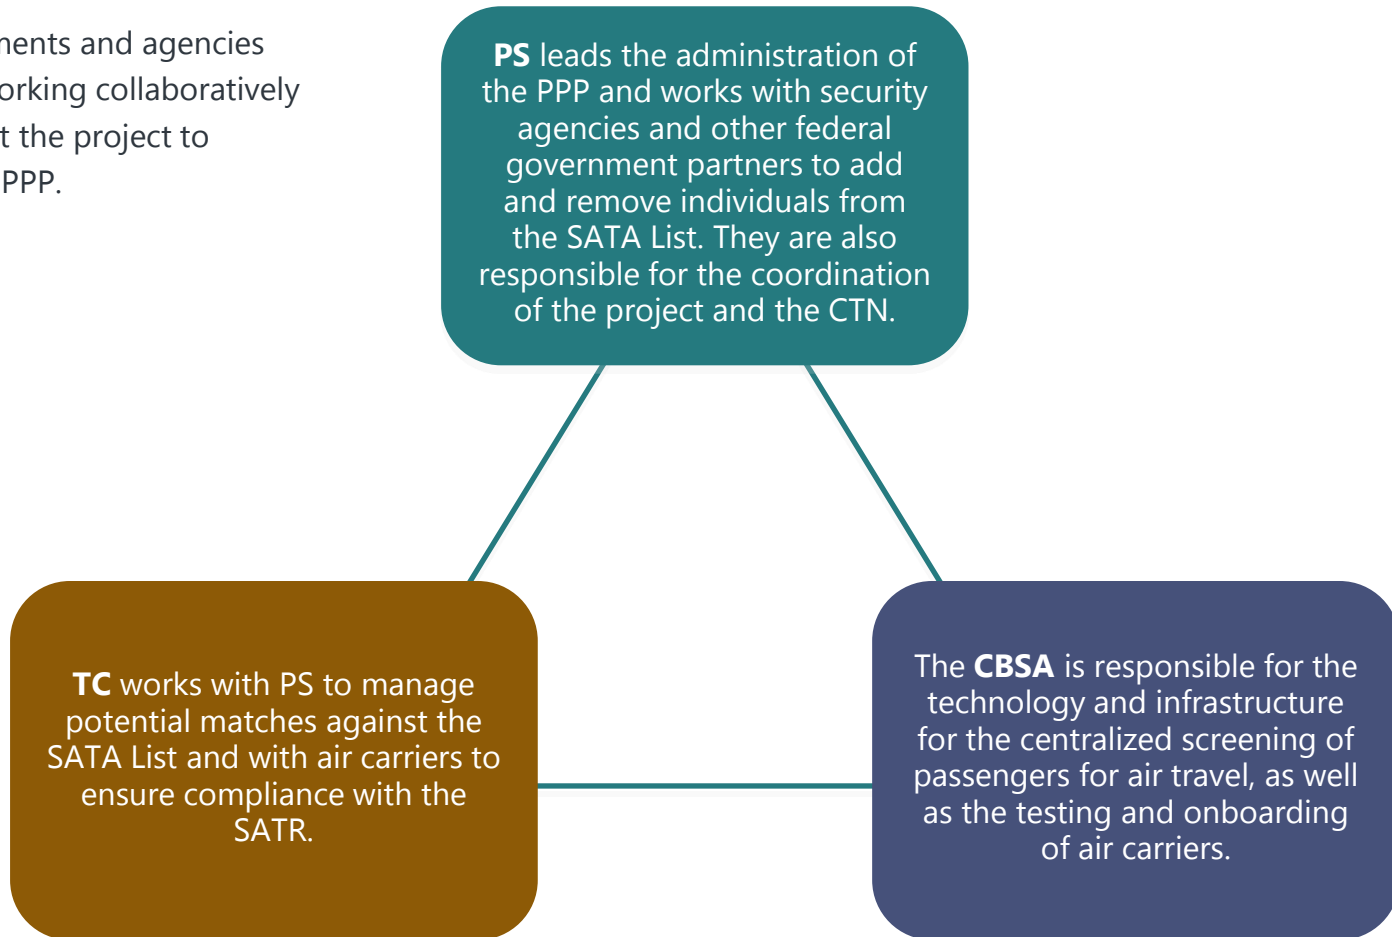 and agencies
collaboratively
the project to
PPP.
PS leads the administration of
the PPP and works with security
agencies and other federal
government partners to add
and remove individuals from
the SATA List. They are also
responsible for the coordination
of the project and the CTN.
TC works with PS to manage
potential matches against the
SATA List and with air carriers to
ensure compliance with the
SATR.
The CBSA is responsible for the
technology and infrastructure
for the centralized screening of
passengers for air travel, as well
as the testing and onboarding
of air carriers.